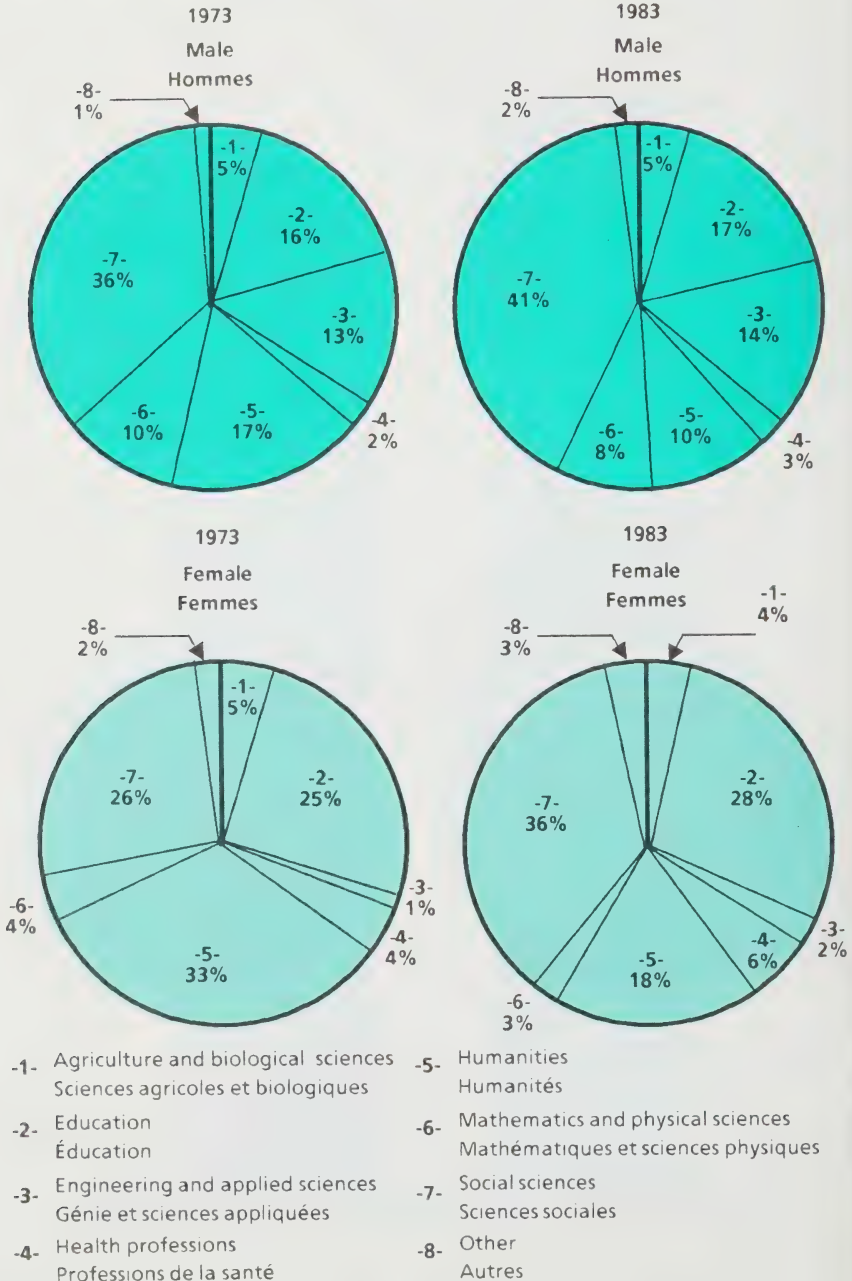 1973
Male
Hommes
-8-
1%
-1-
5%
-2-
16%
-3-
13%
-4-
2%
-5-
17%
-6-
10%
-7-
36%
1983
Male
Hommes
-8-
2%
-1-
5%
-2-
17%
-3-
14%
-4-
3%
-5-
10%
-6-
8%
-7-
41%
1973
Female
Femmes
-8-
2%
-1-
5%
-2-
25%
-3-
1%
-4-
4%
-5-
33%
-6-
4%
-7-
26%
1983
Female
Femmes
-8-
3%
-1-
4%
-2-
28%
-3-
2%
-4-
6%
-5-
18%
-6-
3%
-7-
36%
-1- Agriculture and biological sciences
Sciences agricoles et biologiques
-2- Education
Éducation
-3- Engineering and applied sciences
Génie et sciences appliquées
-4- Health professions
Professions de la santé
-5- Humanities
Humanités
-6- Mathematics and physical sciences
Mathématiques et sciences physiques
-7- Social sciences
Sciences sociales
-8- Other
Autres